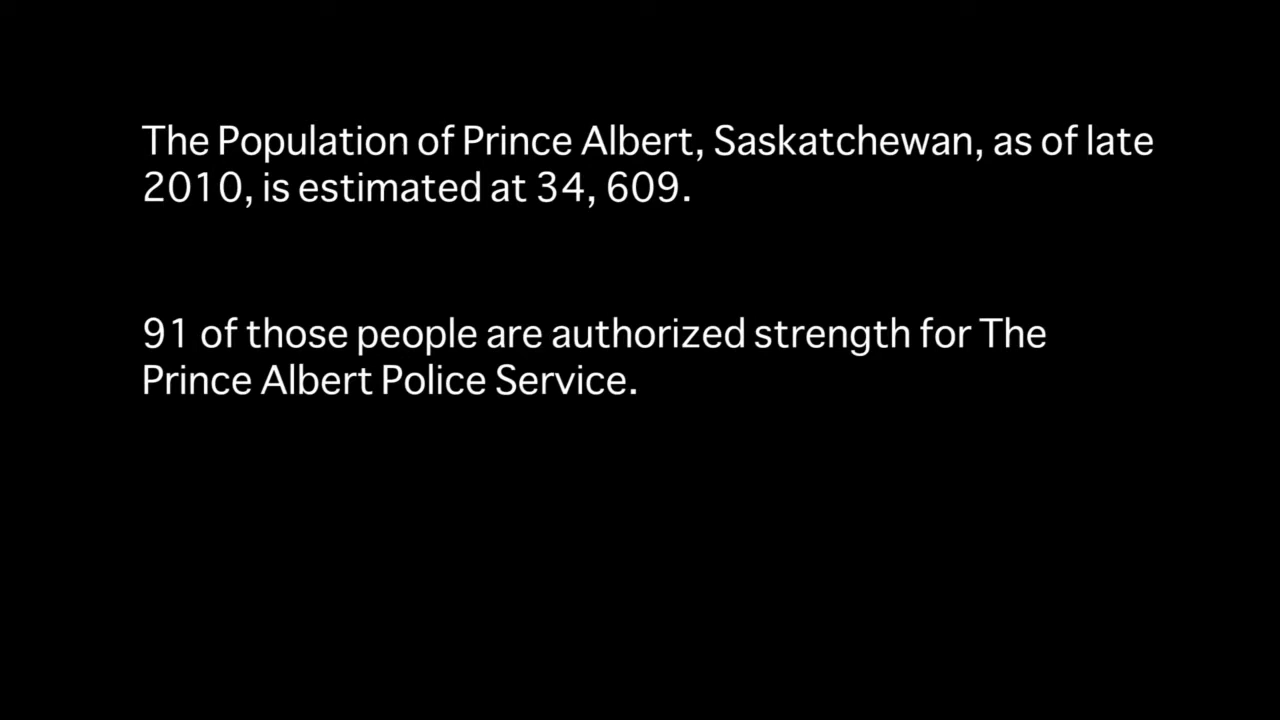 The Population of Prince Albert, Saskatchewan, as of late
2010, is estimated at 34, 609.
91 of those people are authorized strength for The
Prince Albert Police Service.